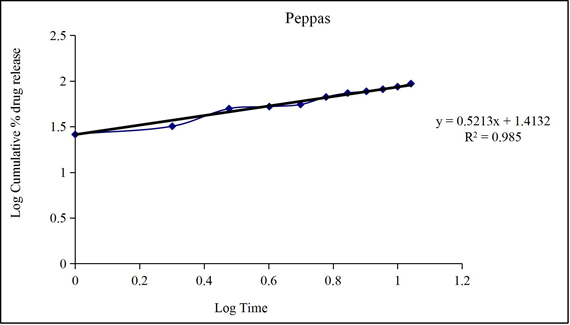 Peppas
Log Cumulative % drug release
2.5
2
1.5
1
0.5
0
0 0.2 0.4 0.6 0.8 1 1.2
Log Time
y = 0.5213x + 1.4132
R² = 0.985